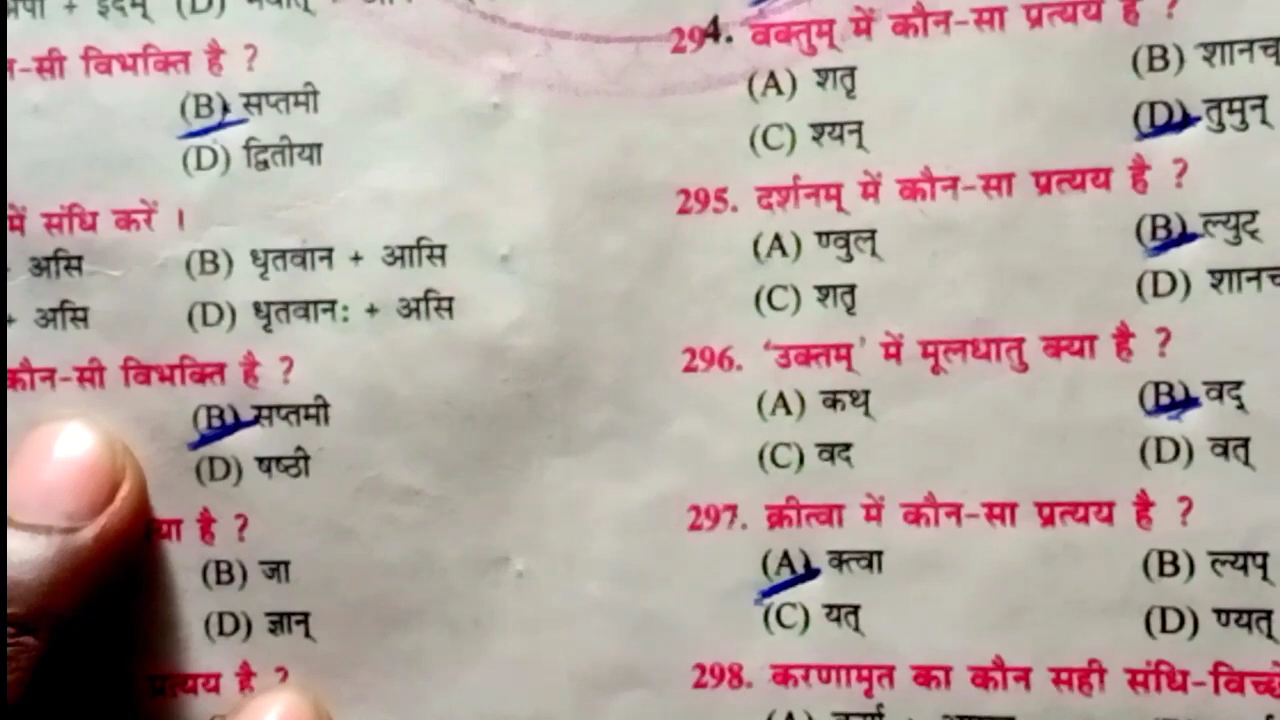 + इदम् (D)
-सी विभक्ति है ?
(B) सप्तमी
(D) द्वितीया
में संधि करें ।
असि (B) धृतवान + आसि
+ असि (D) धृतवानः + असि
कौन-सी विभक्ति है ?
(B) सप्तमी
(D) षष्ठी
है ?
(B) जा
(D) ज्ञान्
है ?
294. वक्तुम् में कौन-सा प्रत्यय है ?
(A) शतृ (B) शानच्
(C) श्यन् (D) तुमुन्
295. दर्शनम् में कौन-सा प्रत्यय है ?
(A) ण्वुल् (B) ल्युट्
(C) शतृ (D) शानच
296. 'उक्तम्' में मूलधातु क्या है ?
(A) कथ् (B) वद्
(C) वद (D) वत्
297. क्रीत्वा में कौन-सा प्रत्यय है ?
(A) क्त्वा (B) ल्यप्
(C) यत् (D) ण्यत्
298. करणामृत का कौन सही संधि-विच्छे